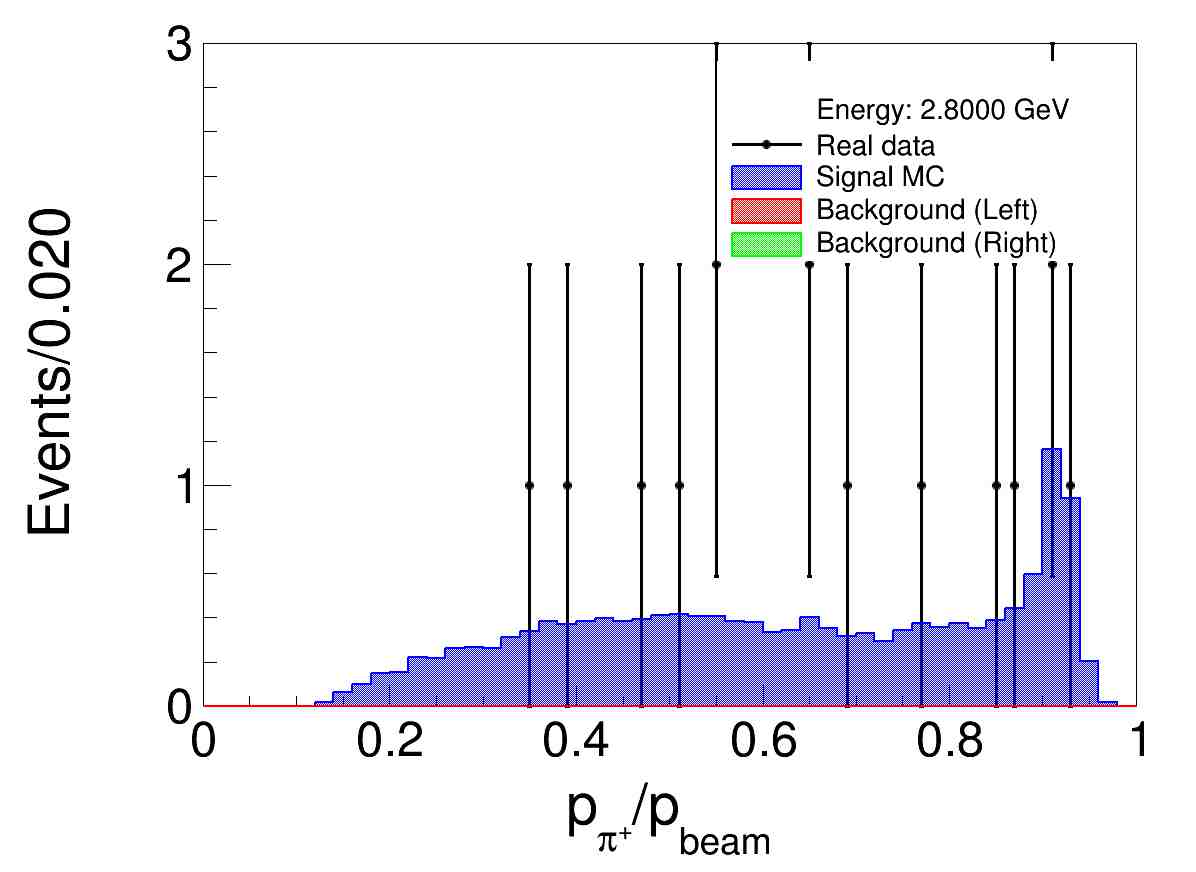 3
2
1
0
Events/0.020
Energy: 2.8000 GeV
Real data
Signal MC
Background (Left)
Background (Right)
0 0.2 0.4 0.6 0.8 1
pπ+/pbeam